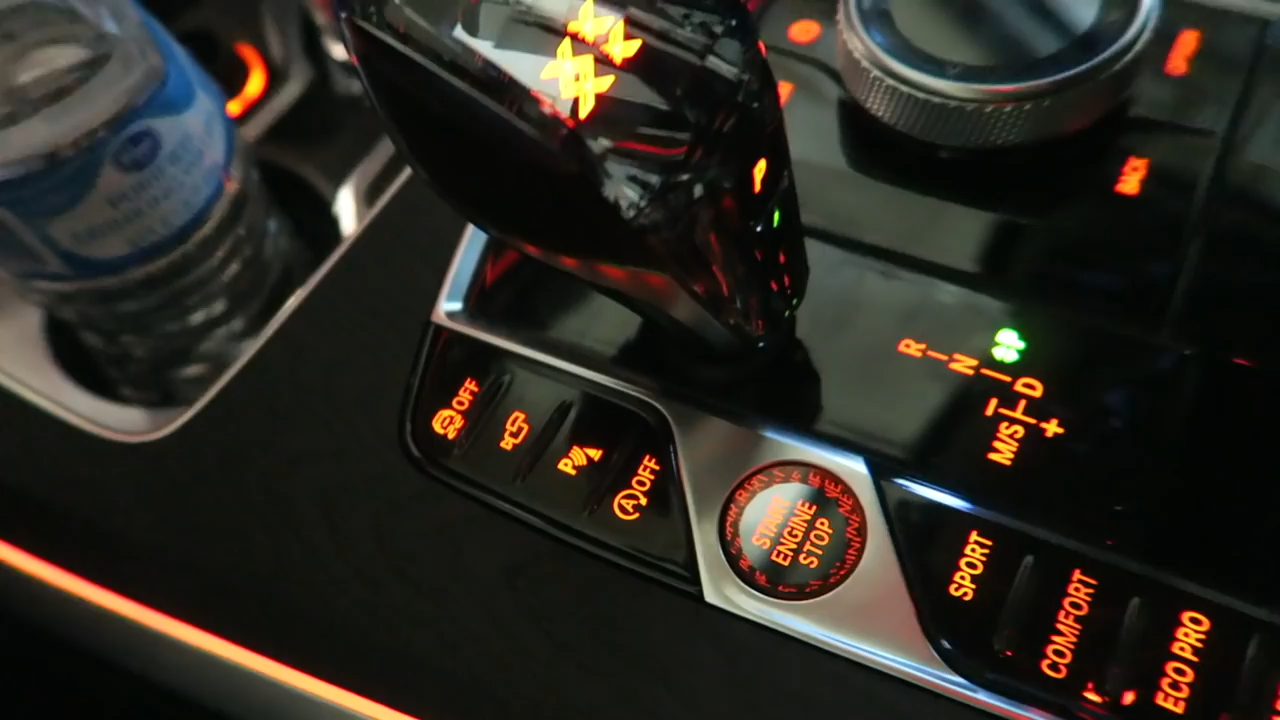 P
BACK
R
N
D
M/S
+
OFF
P
A OFF
START
ENGINE
STOP
SPORT
COMFORT
ECO PRO